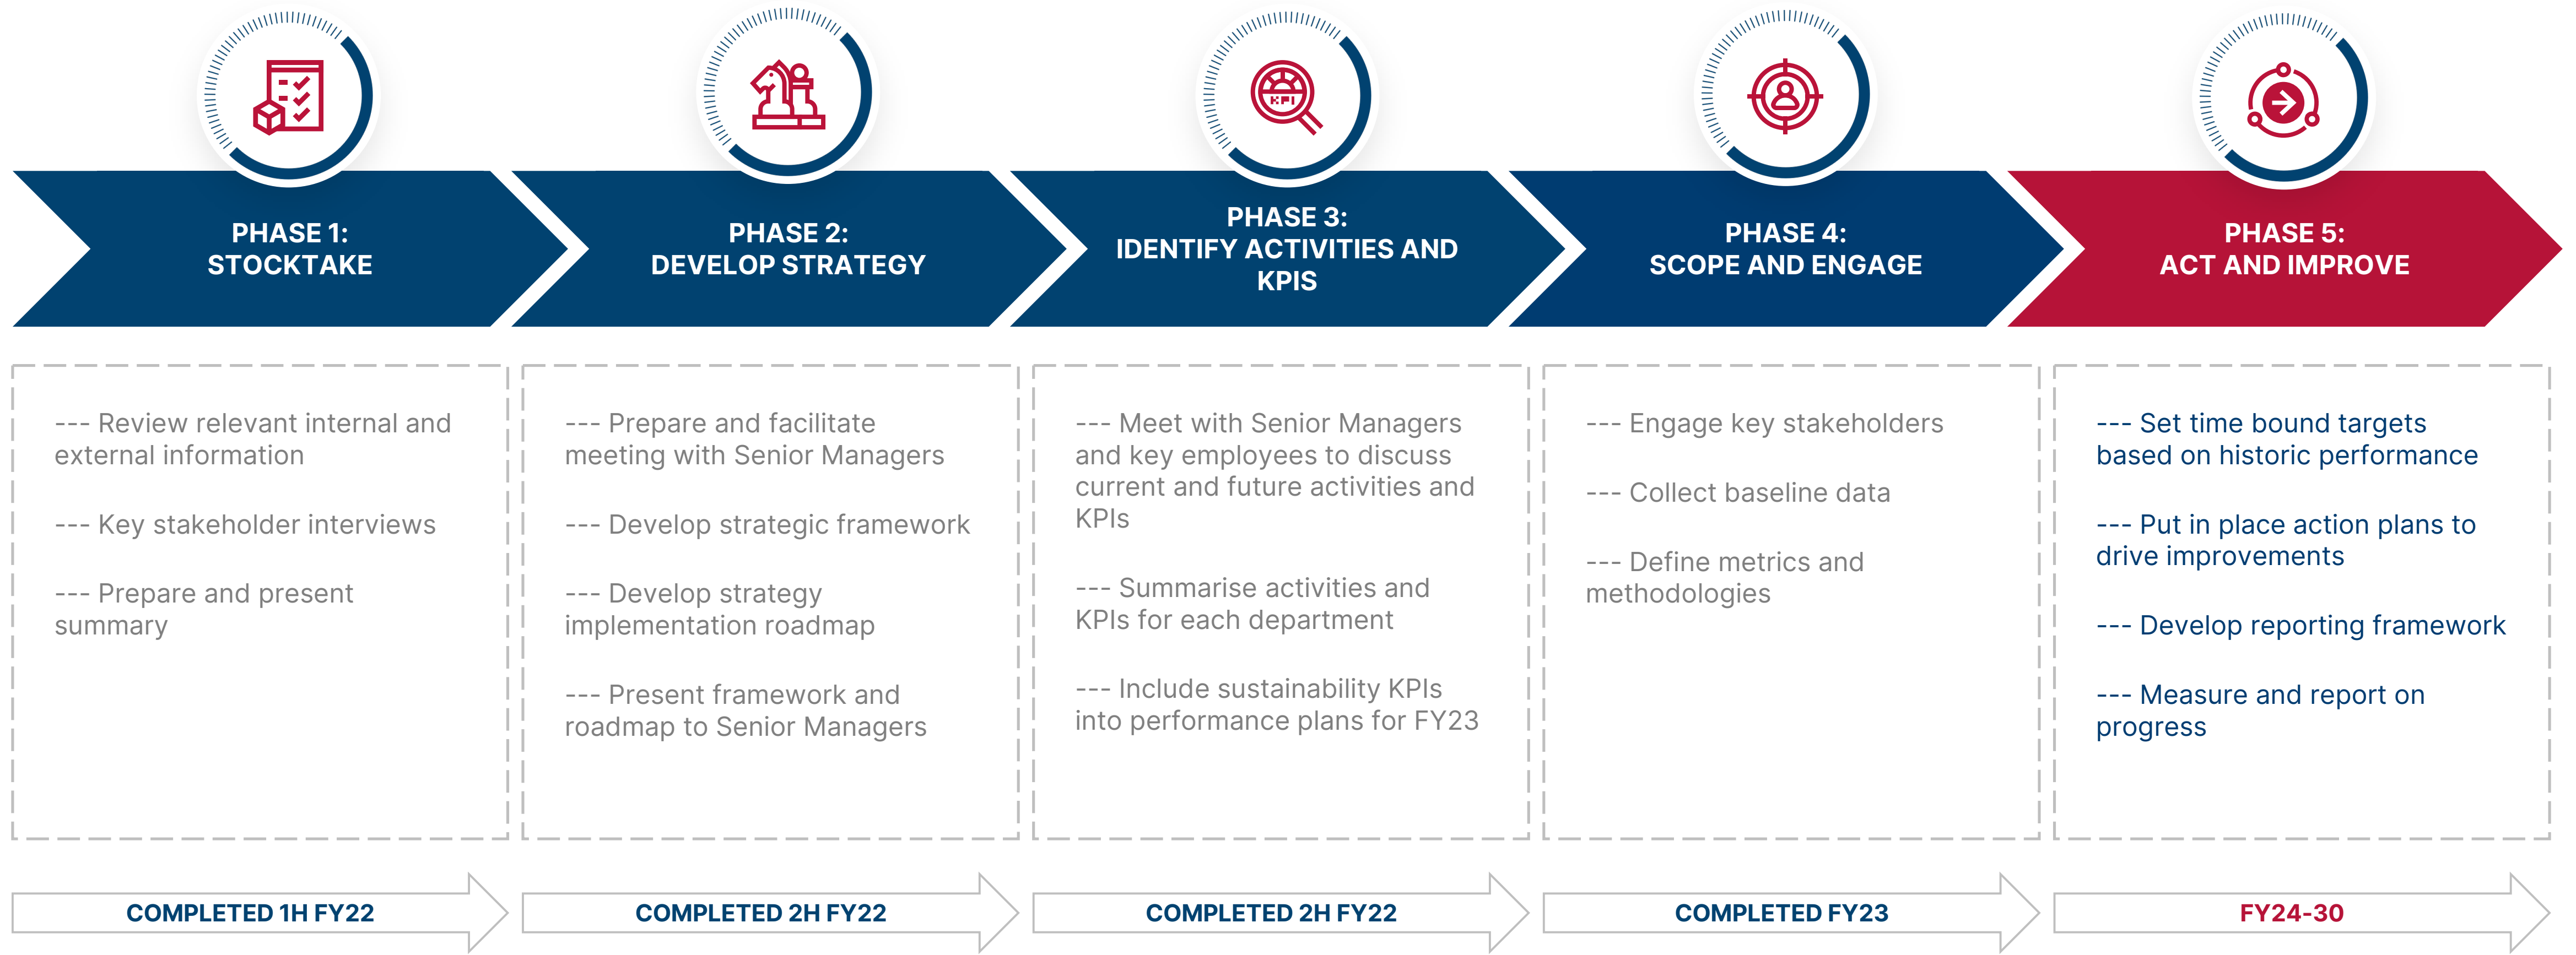 KPI
PHASE 1:
STOCKTAKE
PHASE 2:
DEVELOP STRATEGY
PHASE 3:
IDENTIFY ACTIVITIES AND
KPIS
PHASE 4:
SCOPE AND ENGAGE
PHASE 5:
ACT AND IMPROVE
--- Review relevant internal and
external information
--- Key stakeholder interviews
--- Prepare and present
summary
--- Prepare and facilitate
meeting with Senior Managers
--- Develop strategic framework
--- Develop strategy
implementation roadmap
--- Present framework and
roadmap to Senior Managers
--- Meet with Senior Managers
and key employees to discuss
current and future activities and
KPIs
--- Summarise activities and
KPIs for each department
--- Include sustainability KPIs
into performance plans for FY23
--- Engage key stakeholders
--- Collect baseline data
--- Define metrics and
methodologies
--- Set time bound targets
based on historic performance
--- Put in place action plans to
drive improvements
--- Develop reporting framework
--- Measure and report on
progress
COMPLETED 1H FY22
COMPLETED 2H FY22
COMPLETED 2H FY22
COMPLETED FY23
FY24-30